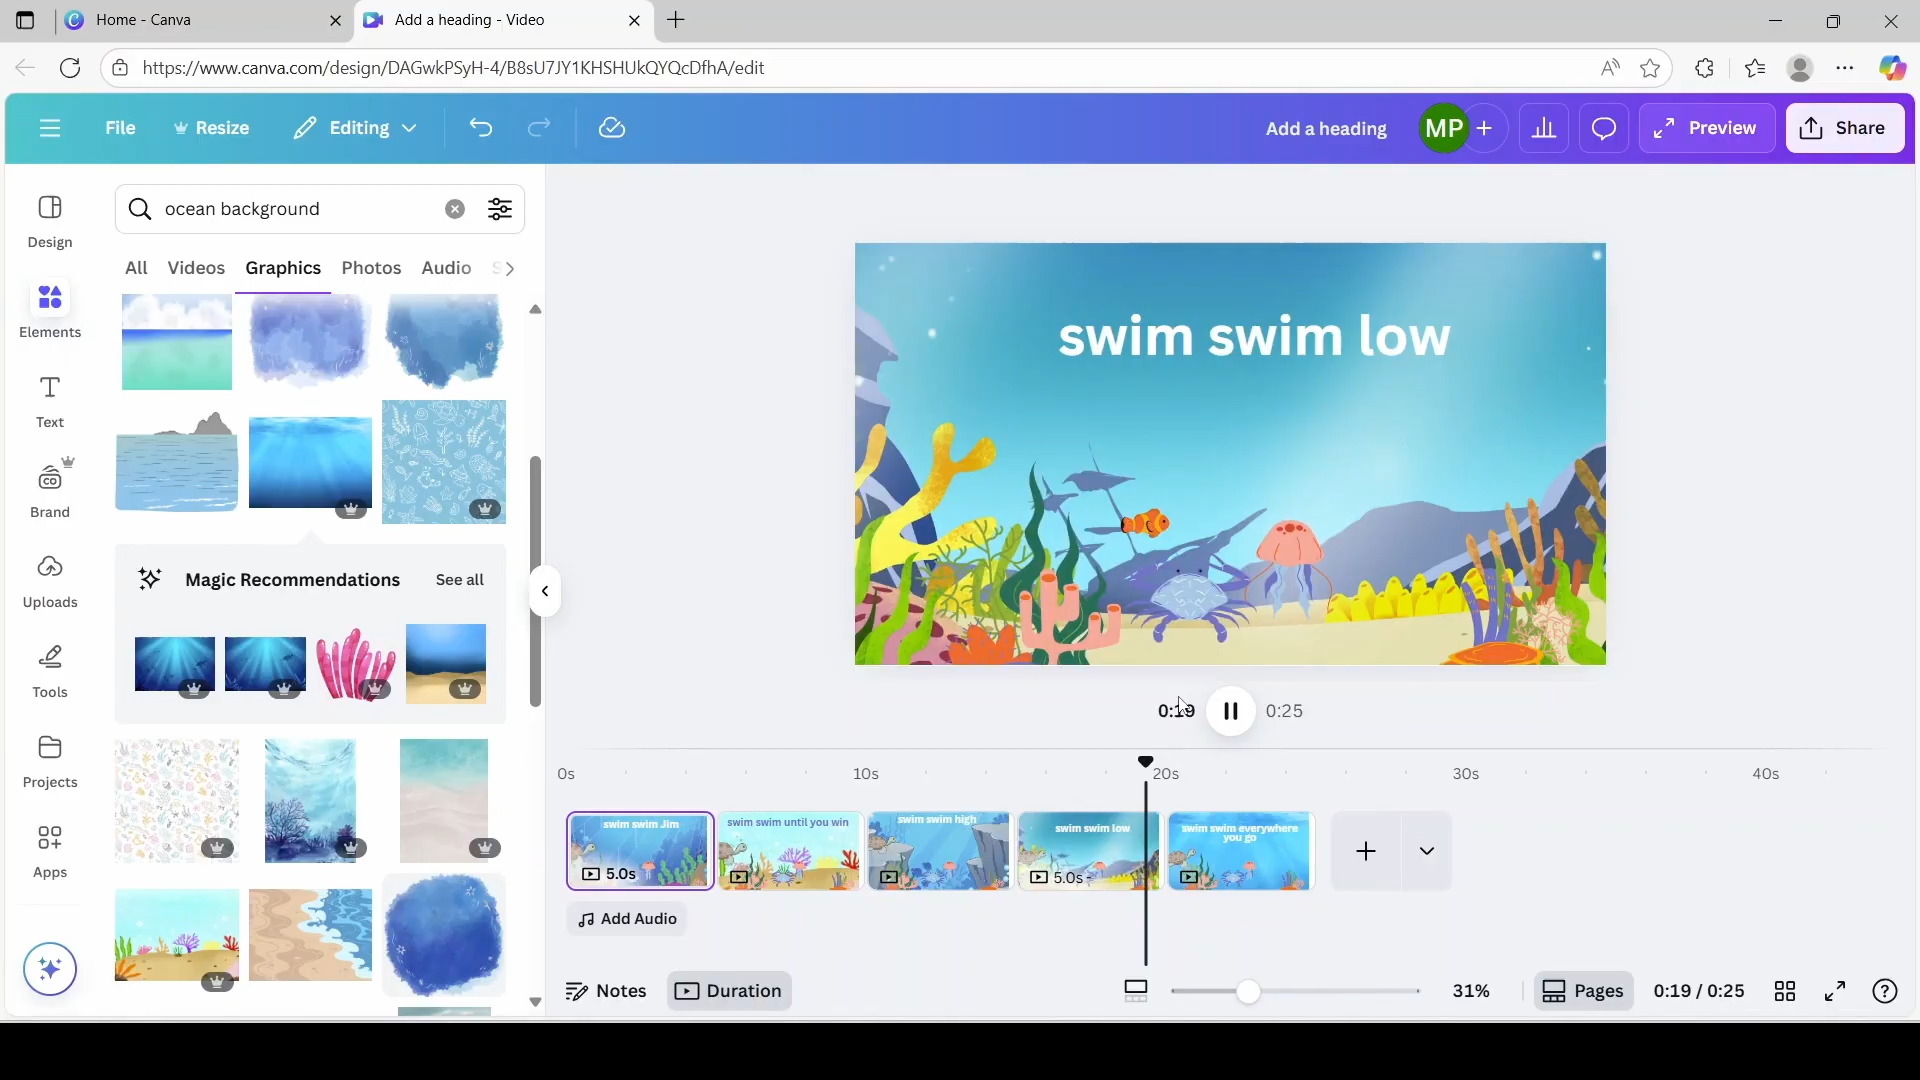 Home - Canva
Add a heading - Video
https://www.canva.com/design/DAGwkPSyH-4/B8sU7JY1KHSHUkQYQcDfhA/edit
File
Resize
Editing
Add a heading
MP
Preview
Share
ocean background
All
Videos
Graphics
Photos
Audio
Design
Elements
Text
Brand
Uploads
Tools
Projects
Apps
Magic Recommendations
See all
swim swim low
0:19
0:25
0s
10s
20s
30s
40s
swim swim Jim
5.0s
swim swim until you win
swim swim high
swim swim low
5.0s
swim swim everywhere
you go
Add Audio
Notes
Duration
31%
Pages
0:19 / 0:25